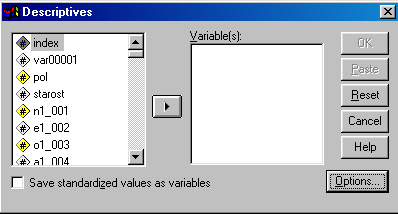 Descriptives
index
var00001
pol
starost
n1_001
e1_002
o1_003
a1_004
Variable(s):
OK
Paste
Reset
Cancel
Help
Save standardized values as variables
Options...